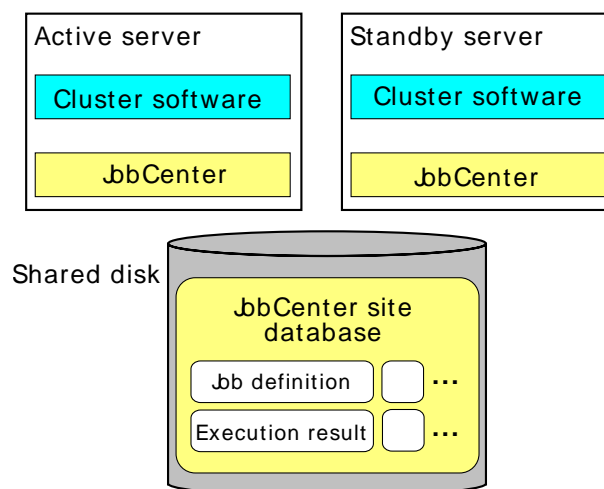 Active server
Cluster software
JobCenter
Standby server
Cluster software
JobCenter
Shared disk
JobCenter site
database
Job definition
...
Execution result
...